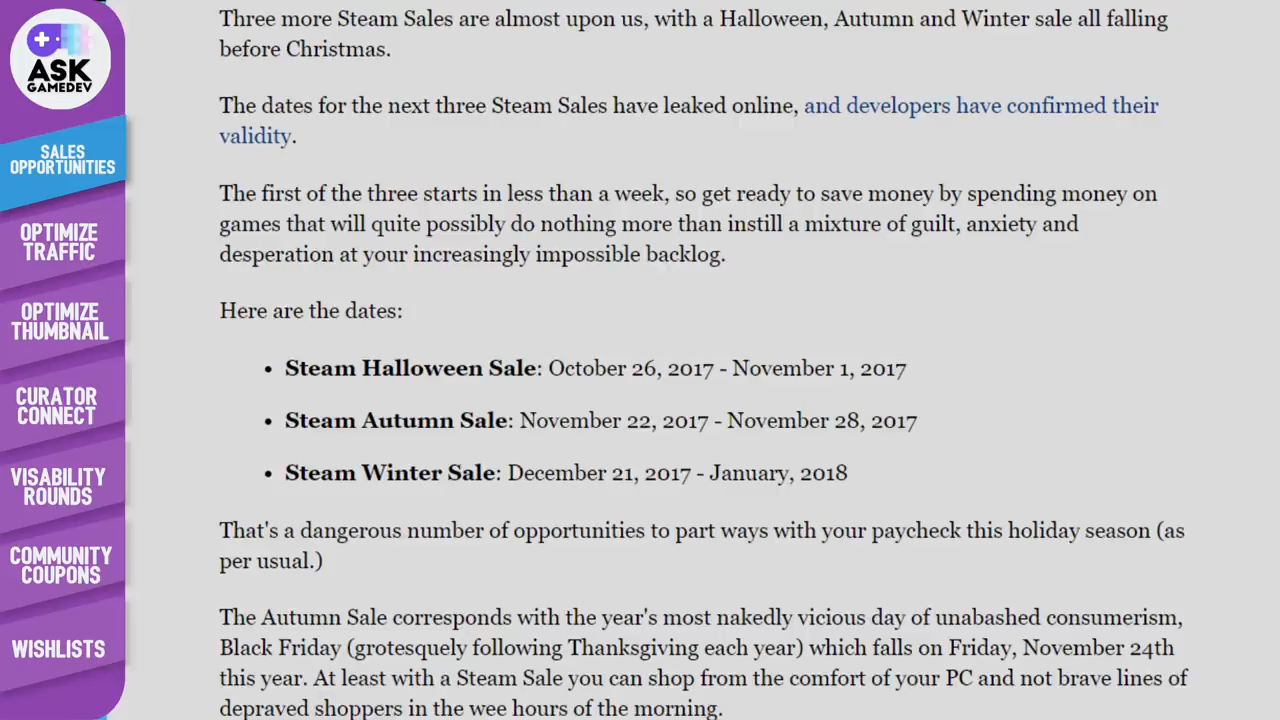 ASK
GAMEDEV
SALES
OPPORTUNITIES
OPTIMIZE
TRAFFIC
OPTIMIZE
THUMBNAIL
CURATOR
CONNECT
VISABILITY
ROUNDS
COMMUNITY
COUPONS
WISHLISTS
Three more Steam Sales are almost upon us, with a Halloween, Autumn and Winter sale all falling
before Christmas.
The dates for the next three Steam Sales have leaked online, and developers have confirmed their
validity.
The first of the three starts in less than a week, so get ready to save money by spending money on
games that will quite possibly do nothing more than instill a mixture of guilt, anxiety and
desperation at your increasingly impossible backlog.
Here are the dates:
• Steam Halloween Sale: October 26, 2017 - November 1, 2017
• Steam Autumn Sale: November 22, 2017 - November 28, 2017
• Steam Winter Sale: December 21, 2017 - January, 2018
That's a dangerous number of opportunities to part ways with your paycheck this holiday season (as
per usual.)
The Autumn Sale corresponds with the year's most nakedly vicious day of unabashed consumerism,
Black Friday (grotesquely following Thanksgiving each year) which falls on Friday, November 24th
this year. At least with a Steam Sale you can shop from the comfort of your PC and not brave lines of
depraved shoppers in the wee hours of the morning.